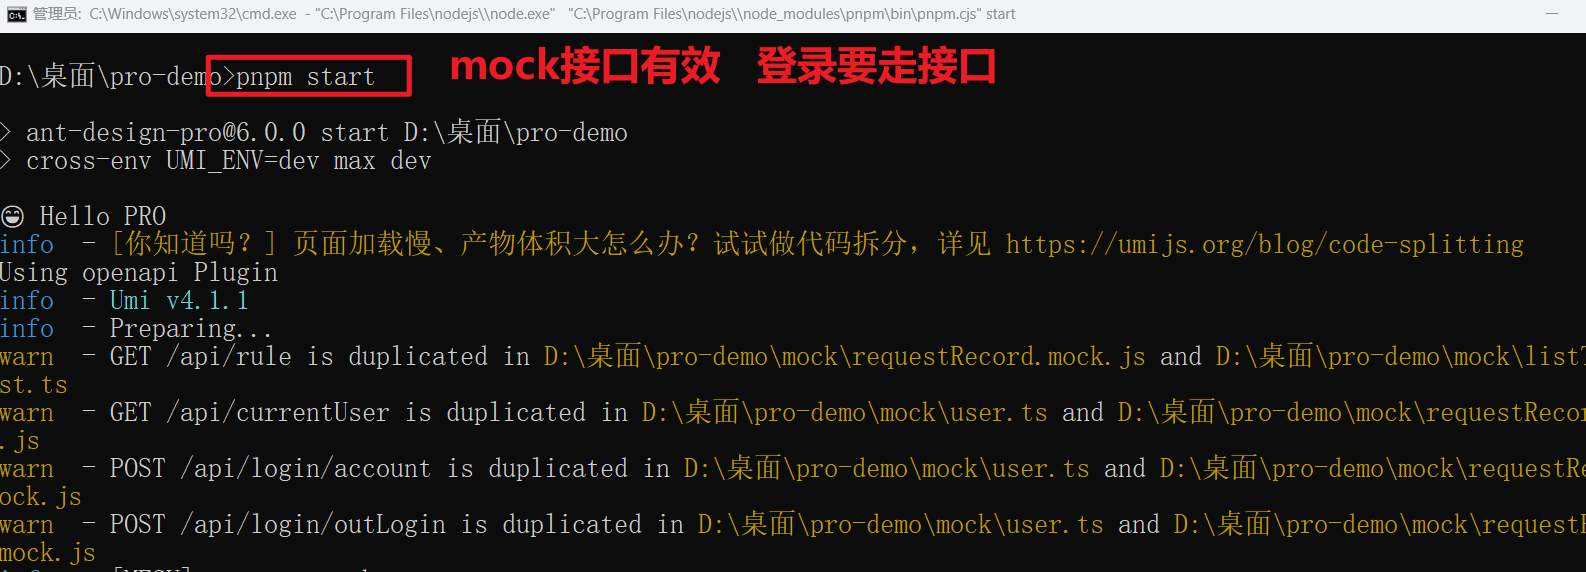 管理员: C:\Windows\system32\cmd.exe - "C:\Program Files\nodejs\\node.exe" "C:\Program Files\nodejs\\node_modules\pnpm\bin\pnpm.cjs" start
mock接口有效 登录要走接口
D:\桌面\pro-demo>pnpm start
> ant-design-pro@6.0.0 start D:\桌面\pro-demo
> cross-env UMI_ENV=dev max dev
😄 Hello PRO
info - [你知道吗? ] 页面加载慢、产物体积大怎么办? 试试做代码拆分, 详见 https://umijs.org/blog/code-splitting
Using openapi Plugin
info - Umi v4.1.1
info - Preparing...
warn - GET /api/rule is duplicated in D:\桌面\pro-demo\mock\requestRecord.mock.js and D:\桌面\pro-demo\mock\list
st.ts
warn - GET /api/currentUser is duplicated in D:\桌面\pro-demo\mock\user.ts and D:\桌面\pro-demo\mock\requestRecor
.js
warn - POST /api/login/account is duplicated in D:\桌面\pro-demo\mock\user.ts and D:\桌面\pro-demo\mock\requestRe
ock.js
warn - POST /api/login/outLogin is duplicated in D:\桌面\pro-demo\mock\user.ts and D:\桌面\pro-demo\mock\request
mock.js